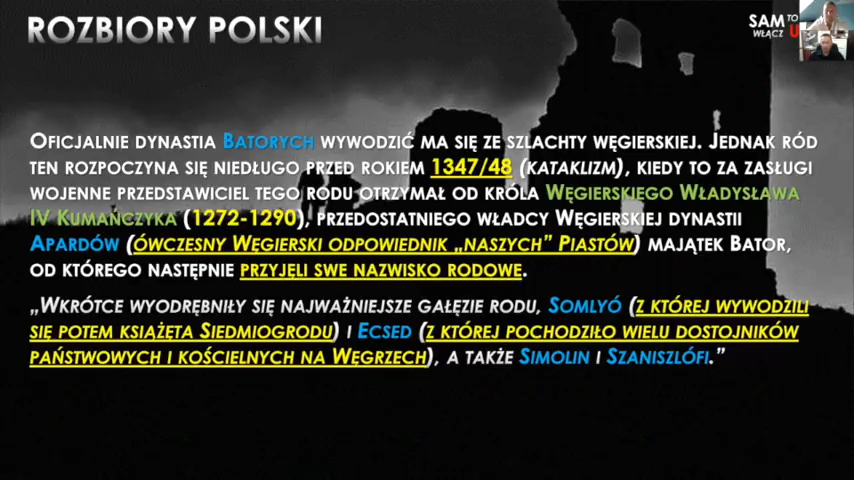 ROZBIORY POLSKI
SAM TO
WŁĄCZ U
OFICJALNIE DYNASTIA BATORYCH WYWODZIĆ MA SIĘ ZE SZLACHTY WĘGIERSKIEJ. JEDNAK RÓD
TEN ROZPOCZYNA SIĘ NIEDŁUGO PRZED ROKIEM 1347/48 (KATAKLIZM), KIEDY TO ZA ZASŁUGI
WOJENNE PRZEDSTAWICIEL TEGO RODU OTRZYMAŁ OD KRÓLA WĘGIERSKIEGO WŁADYSŁAWA
IV KUMAŃCZYKA (1272-1290), PRZEDOSTATNIEGO WŁADCY WĘGIERSKIEJ DYNASTII
APARDÓW (ÓWCZESNY WĘGIERSKI ODPOWIEDNIK „NASZYCH” PIASTÓW) MAJĄTEK BATOR,
OD KTÓREGO NASTĘPNIE PRZYJĘLI SWE NAZWISKO RODOWE.
„WKRÓTCE WYODRĘBNIŁY SIĘ NAJWAŻNIEJSZE GAŁĘZIE RODU, SOMLYÓ (Z KTÓREJ WYWODZILI
SIĘ POTEM KSIĄŻĘTA SIEDMIOGRODU) I ECSED (Z KTÓREJ POCHODZIŁO WIELU DOSTOJNIKÓW
PAŃSTWOWYCH I KOŚCIELNYCH NA WĘGRZECH), A TAKŻE SIMOLIN I SZANISZLÓFI.”